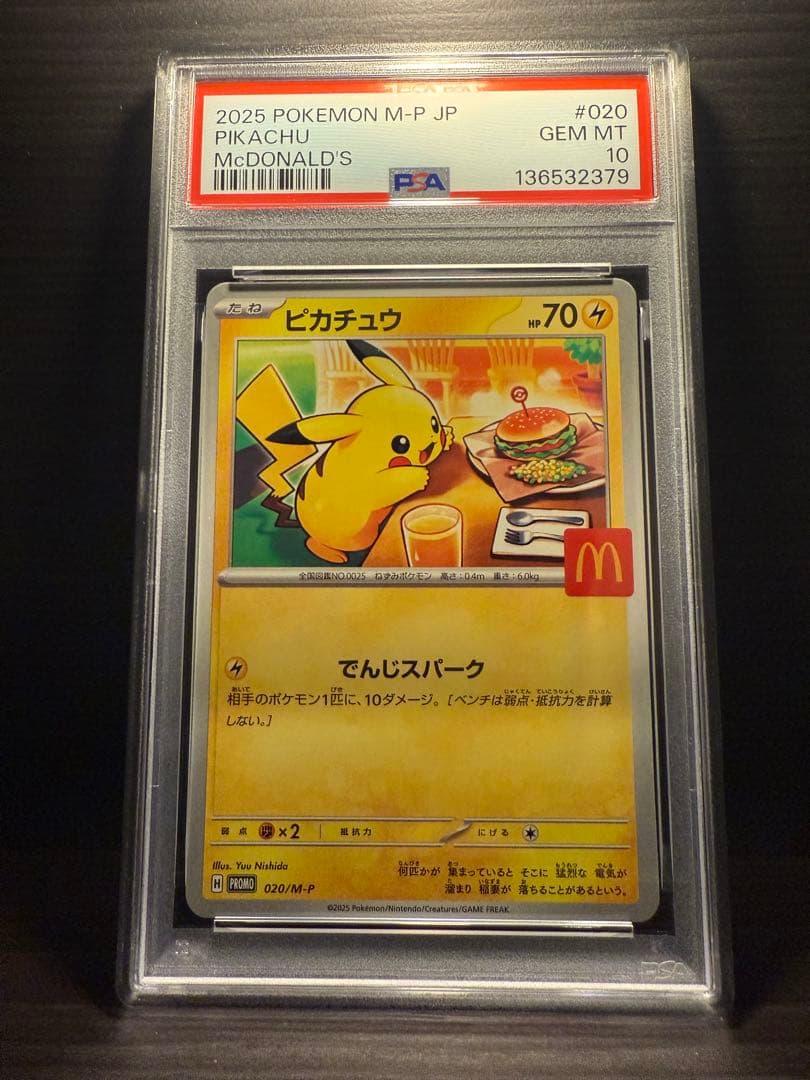 2025 POKEMON M-P JP #020
PIKACHU GEM MT
McDONALD'S 10
PSA 136532379
たね ピカチュウ HP 70
全国図鑑NO.0025 ねずみポケモン 高さ:0.4m 重さ:6.0kg
でんじスパーク
相手のポケモン1匹に、10ダメージ。[ベンチは弱点・抵抗力を計算
しない。]
弱点 闘 ×2 抵抗力 にげる
Illus. Yuu Nishida
何匹かが 集まっていると そこに 猛烈な 電気が
溜まり 稲妻が 落ちることがあるという。
H PROMO 020/M-P
©2025 Pokémon/Nintendo/Creatures/GAME FREAK
PSA